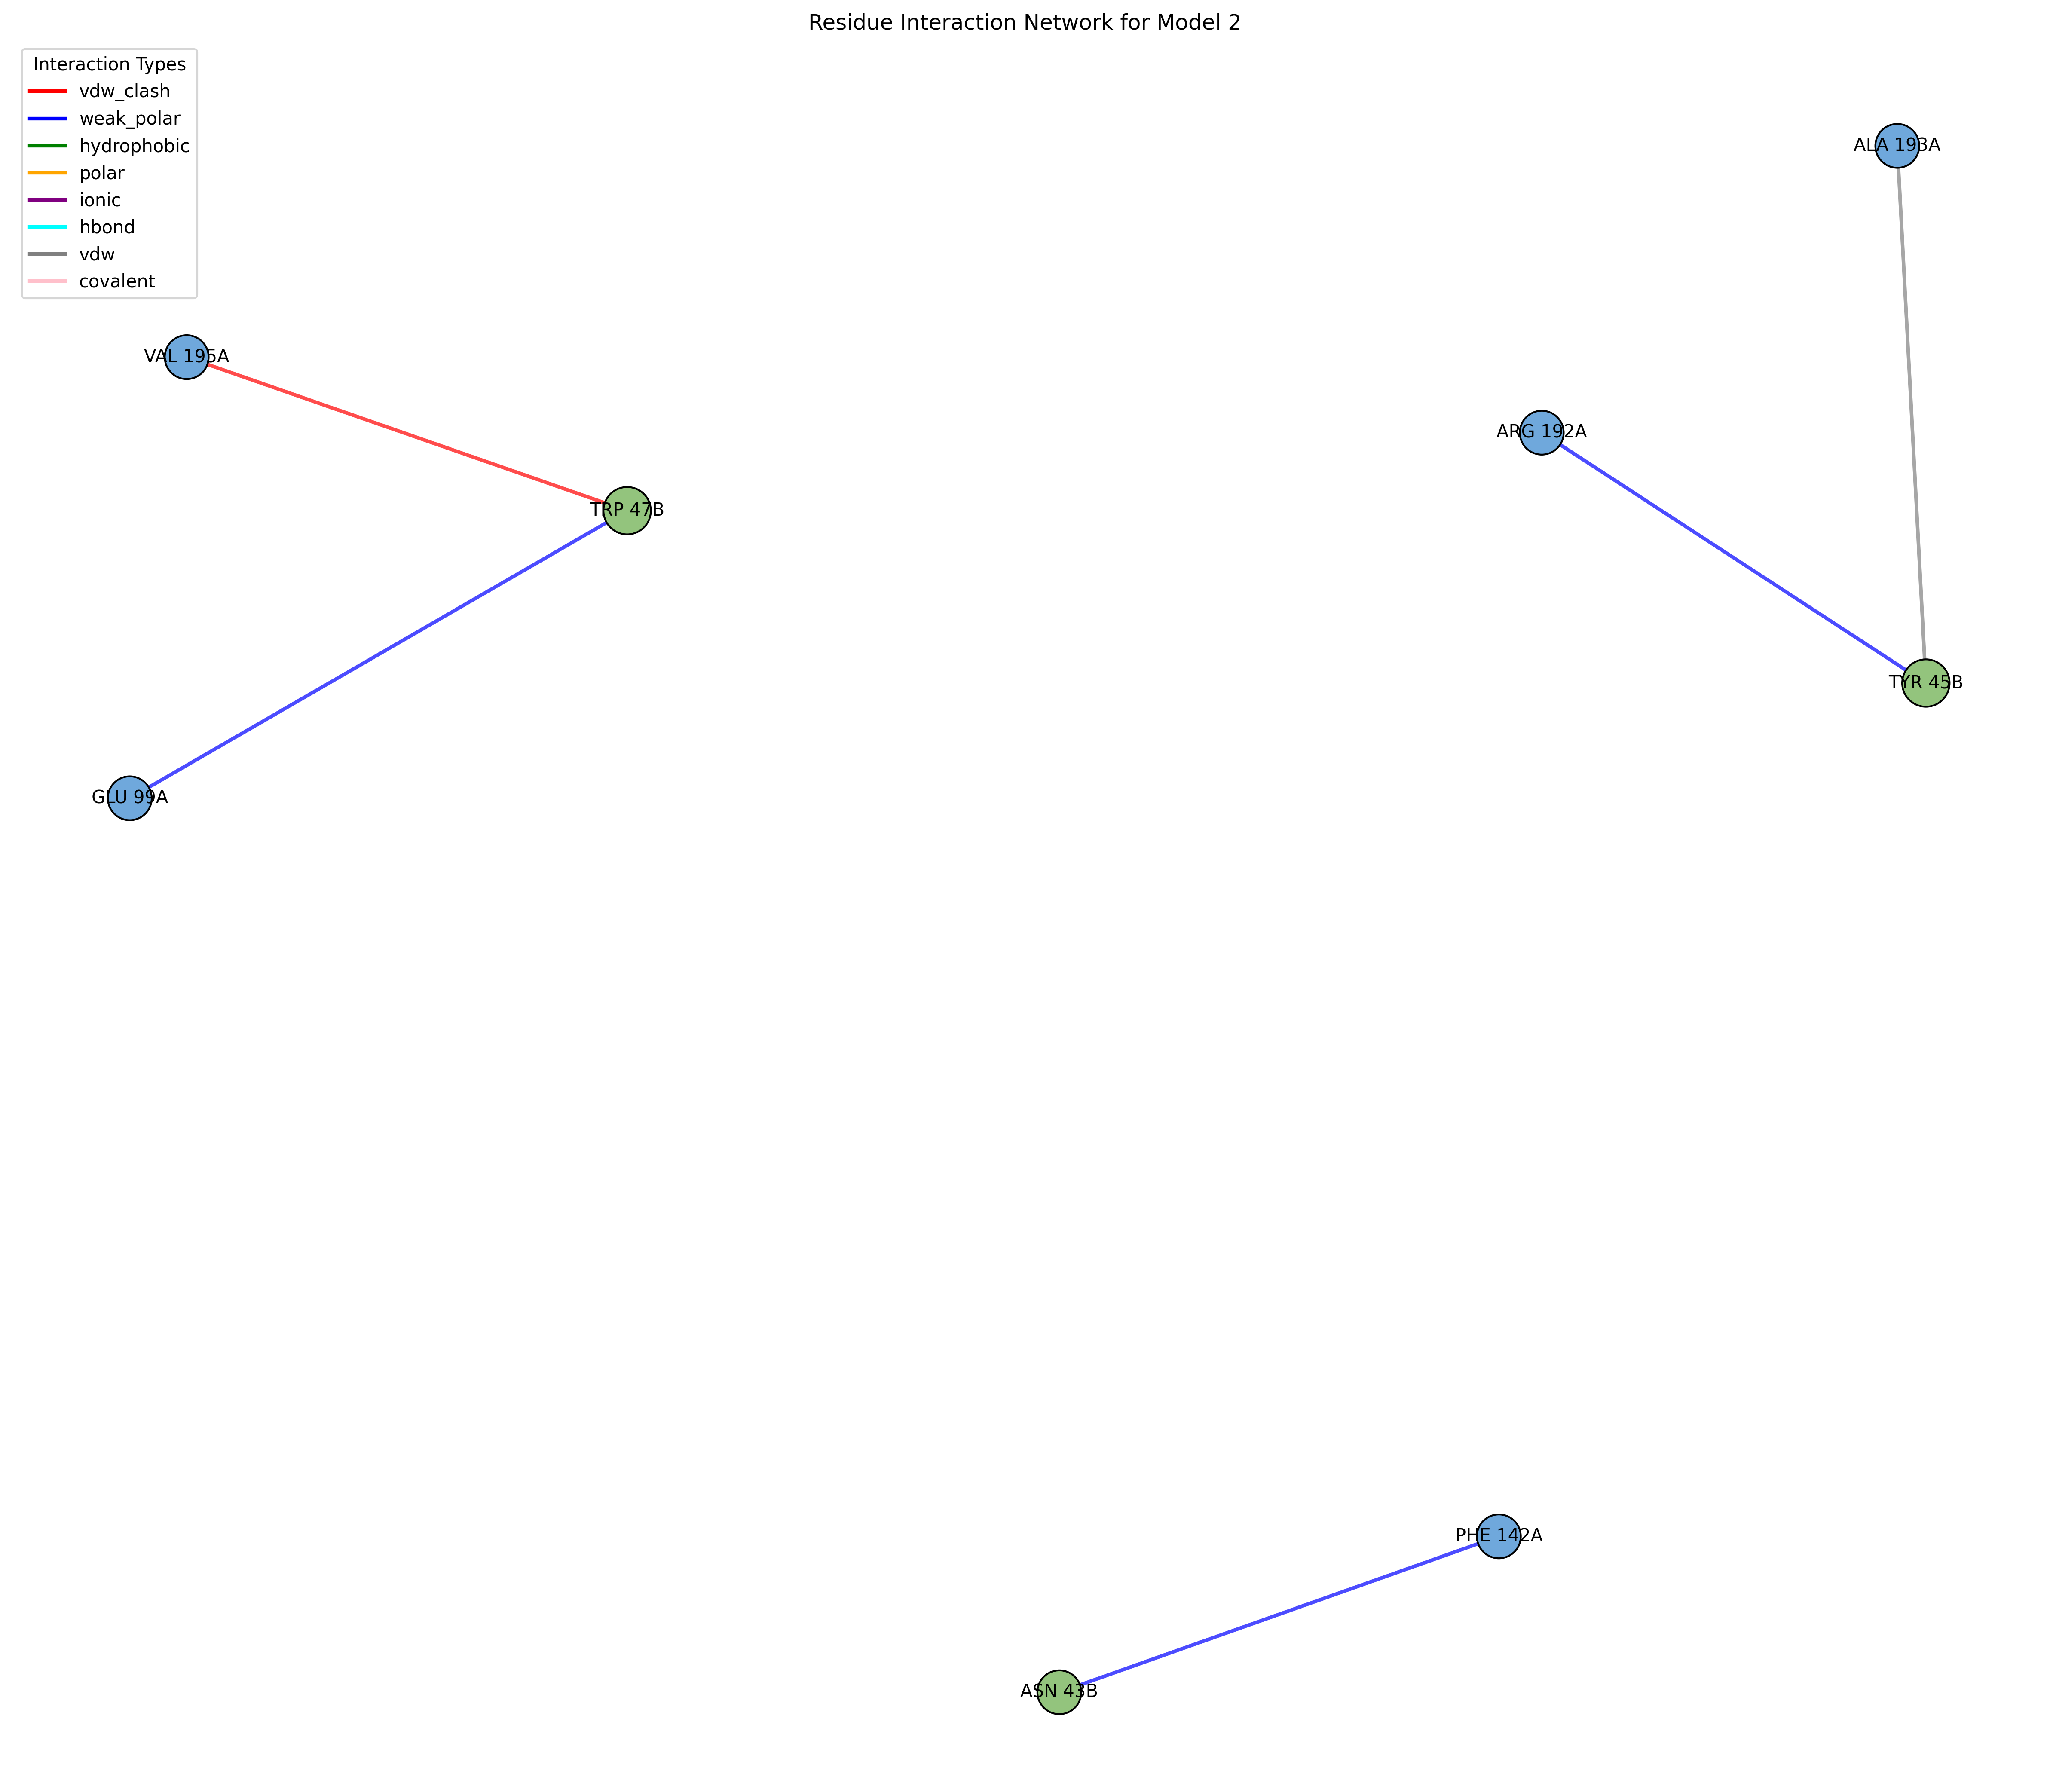 Residue Interaction Network for Model 2
Interaction Types
vdw_clash
weak_polar
hydrophobic
polar
ionic
hbond
vdw
covalent
ALA 193A
VAL 195A
ARG 192A
TRP 47B
TYR 45B
GLU 99A
PHE 142A
ASN 43B